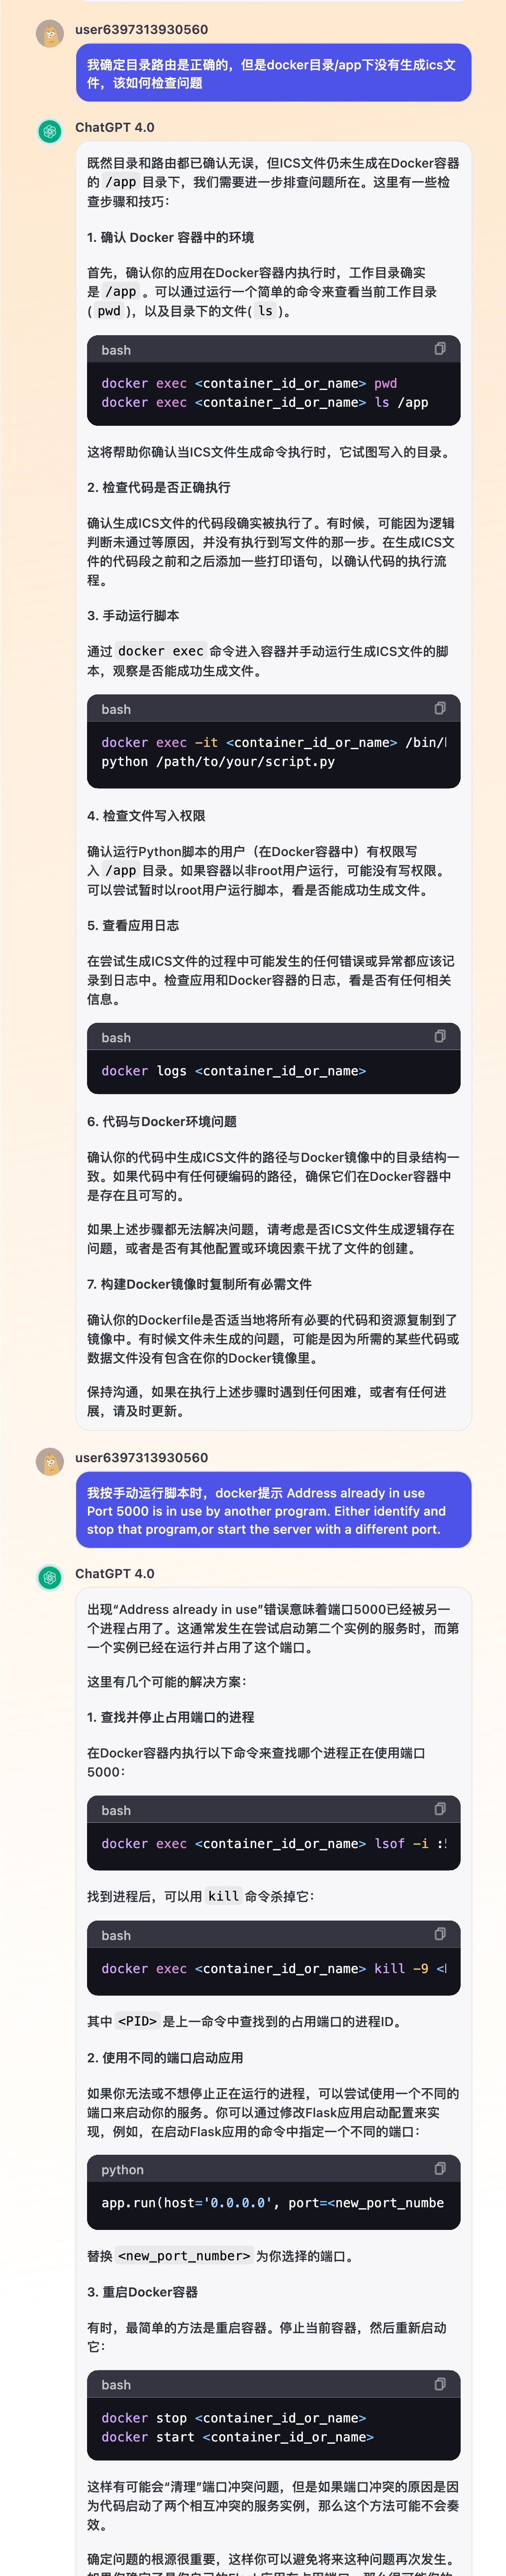 user6397313930560
我确定目录路由是正确的，但是docker目录/app下没有生成ics文
件，该如何检查问题
ChatGPT 4.0
既然目录和路由都已确认无误，但ICS文件仍未生成在Docker容器
的 /app 目录下，我们需要进一步排查问题所在。这里有一些检
查步骤和技巧：
1. 确认 Docker 容器中的环境
首先，确认你的应用在Docker容器内执行时，工作目录确实
是 /app 。可以通过运行一个简单的命令来查看当前工作目录
( pwd )，以及目录下的文件( ls )。
bash
docker exec <container_id_or_name> pwd
docker exec <container_id_or_name> ls /app
这将帮助你确认当ICS文件生成命令执行时，它试图写入的目录。
2. 检查代码是否正确执行
确认生成ICS文件的代码段确实被执行了。有时候，可能因为逻辑
判断未通过等原因，并没有执行到写文件的那一步。在生成ICS文
件的代码段之前和之后添加一些打印语句，以确认代码的执行流
程。
3. 手动运行脚本
通过 docker exec 命令进入容器并手动运行生成ICS文件的脚
本，观察是否能成功生成文件。
bash
docker exec -it <container_id_or_name> /bin/
python /path/to/your/script.py
4. 检查文件写入权限
确认运行Python脚本的用户（在Docker容器中）有权限写
入 /app 目录。如果容器以非root用户运行，可能没有写权限。
可以尝试暂时以root用户运行脚本，看是否能成功生成文件。
5. 查看应用日志
在尝试生成ICS文件的过程中可能发生的任何错误或异常都应该记
录到日志中。检查应用和Docker容器的日志，看是否有任何相关
信息。
bash
docker logs <container_id_or_name>
6. 代码与Docker环境问题
确认你的代码中生成ICS文件的路径与Docker镜像中的目录结构一
致。如果代码中有任何硬编码的路径，确保它们在Docker容器中
是存在且可写的。
如果上述步骤都无法解决问题，请考虑是否ICS文件生成逻辑存在
问题，或者是否有其他配置或环境因素干扰了文件的创建。
7. 构建Docker镜像时复制所有必需文件
确认你的Dockerfile是否适当地将所有必要的代码和资源复制到了
镜像中。有时候文件未生成的问题，可能是因为所需的某些代码或
数据文件没有包含在你的Docker镜像里。
保持沟通，如果在执行上述步骤时遇到任何困难，或者有任何进
展，请及时更新。
user6397313930560
我按手动运行脚本时，docker提示 Address already in use
Port 5000 is in use by another program. Either identify and
stop that program,or start the server with a different port.
ChatGPT 4.0
出现“Address already in use”错误意味着端口5000已经被另一
个进程占用了。这通常发生在尝试启动第二个实例的服务时，而第
一个实例已经在运行并占用了这个端口。
这里有几个可能的解决方案：
1. 查找并停止占用端口的进程
在Docker容器内执行以下命令来查找哪个进程正在使用端口
5000：
bash
docker exec <container_id_or_name> lsof -i :
找到进程后，可以用 kill 命令杀掉它：
bash
docker exec <container_id_or_name> kill -9 <
其中 <PID> 是上一命令中查找到的占用端口的进程ID。
2. 使用不同的端口启动应用
如果你无法或不想停止正在运行的进程，可以尝试使用一个不同的
端口来启动你的服务。你可以通过修改Flask应用启动配置来实
现，例如，在启动Flask应用的命令中指定一个不同的端口：
python
app.run(host='0.0.0.0', port=<new_port_numbe
替换 <new_port_number> 为你选择的端口。
3. 重启Docker容器
有时，最简单的方法是重启容器。停止当前容器，然后重新启动
它：
bash
docker stop <container_id_or_name>
docker start <container_id_or_name>
这样有可能会“清理”端口冲突问题，但是如果端口冲突的原因是因
为代码启动了两个相互冲突的服务实例，那么这个方法可能不会奏
效。
确定问题的根源很重要，这样你可以避免将来这种问题再次发生。